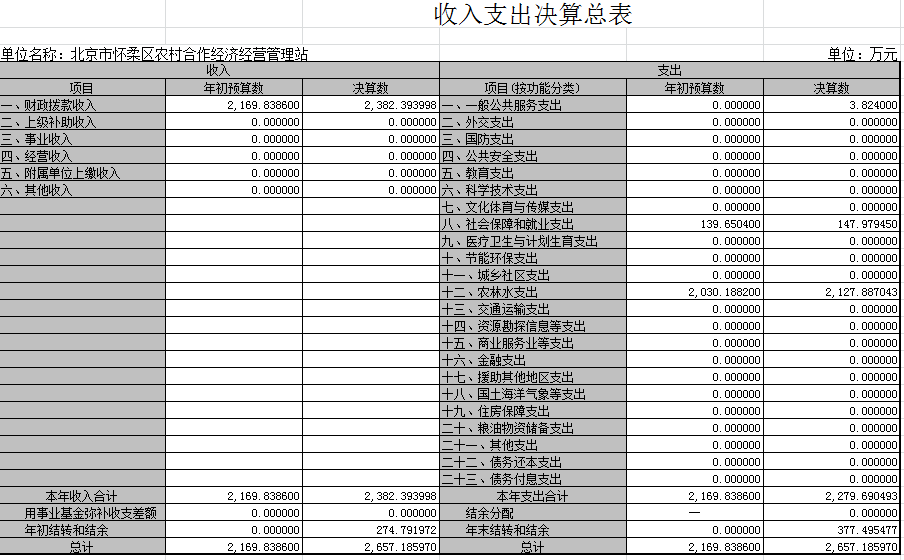 收入支出决算总表
单位名称：北京市怀柔区农村合作经济经营管理站 单位：万元
收入 支出
项目 年初预算数 决算数 项目(按功能分类) 年初预算数 决算数
一、财政拨款收入 2,169.838600 2,382.393998 一、一般公共服务支出 0.000000 3.824000
二、上级补助收入 0.000000 0.000000 二、外交支出 0.000000 0.000000
三、事业收入 0.000000 0.000000 三、国防支出 0.000000 0.000000
四、经营收入 0.000000 0.000000 四、公共安全支出 0.000000 0.000000
五、附属单位上缴收入 0.000000 0.000000 五、教育支出 0.000000 0.000000
六、其他收入 0.000000 0.000000 六、科学技术支出 0.000000 0.000000
七、文化体育与传媒支出 0.000000 0.000000
八、社会保障和就业支出 139.650400 147.979450
九、医疗卫生与计划生育支出 0.000000 0.000000
十、节能环保支出 0.000000 0.000000
十一、城乡社区支出 0.000000 0.000000
十二、农林水支出 2,030.188200 2,127.887043
十三、交通运输支出 0.000000 0.000000
十四、资源勘探信息等支出 0.000000 0.000000
十五、商业服务业等支出 0.000000 0.000000
十六、金融支出 0.000000 0.000000
十七、援助其他地区支出 0.000000 0.000000
十八、国土海洋气象等支出 0.000000 0.000000
十九、住房保障支出 0.000000 0.000000
二十、粮油物资储备支出 0.000000 0.000000
二十一、其他支出 0.000000 0.000000
二十二、债务还本支出 0.000000 0.000000
二十三、债务付息支出 0.000000 0.000000
本年收入合计 2,169.838600 2,382.393998 本年支出合计 2,169.838600 2,279.690493
用事业基金弥补收支差额 0.000000 0.000000 结余分配 — 0.000000
年初结转和结余 0.000000 274.791972 年末结转和结余 0.000000 377.495477
总计 2,169.838600 2,657.185970 总计 2,169.838600 2,657.185970